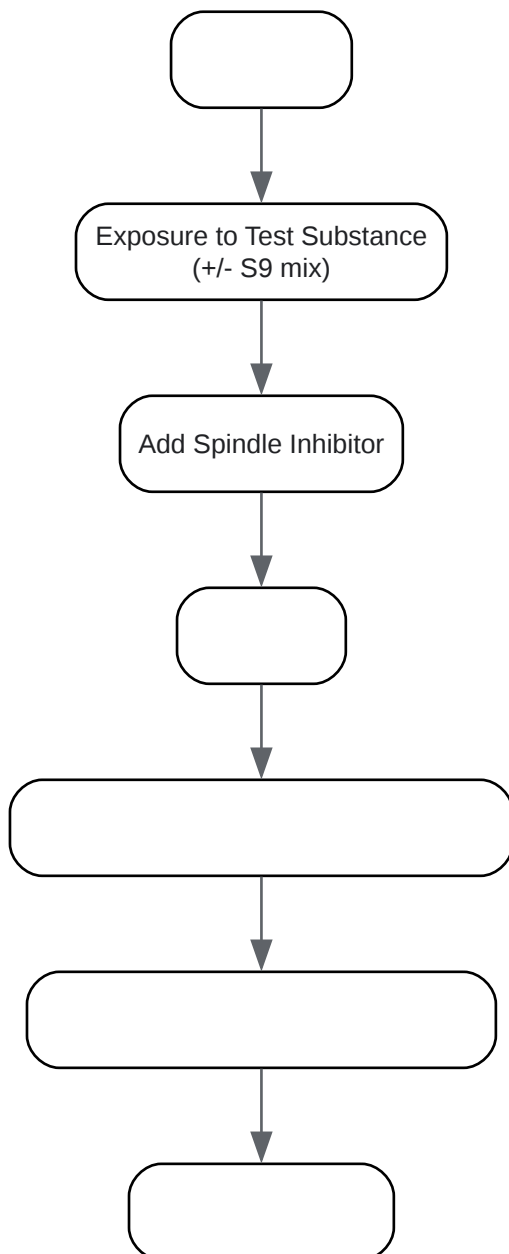 Exposure to Test Substance
(+/- S9 mix)
Add Spindle Inhibitor